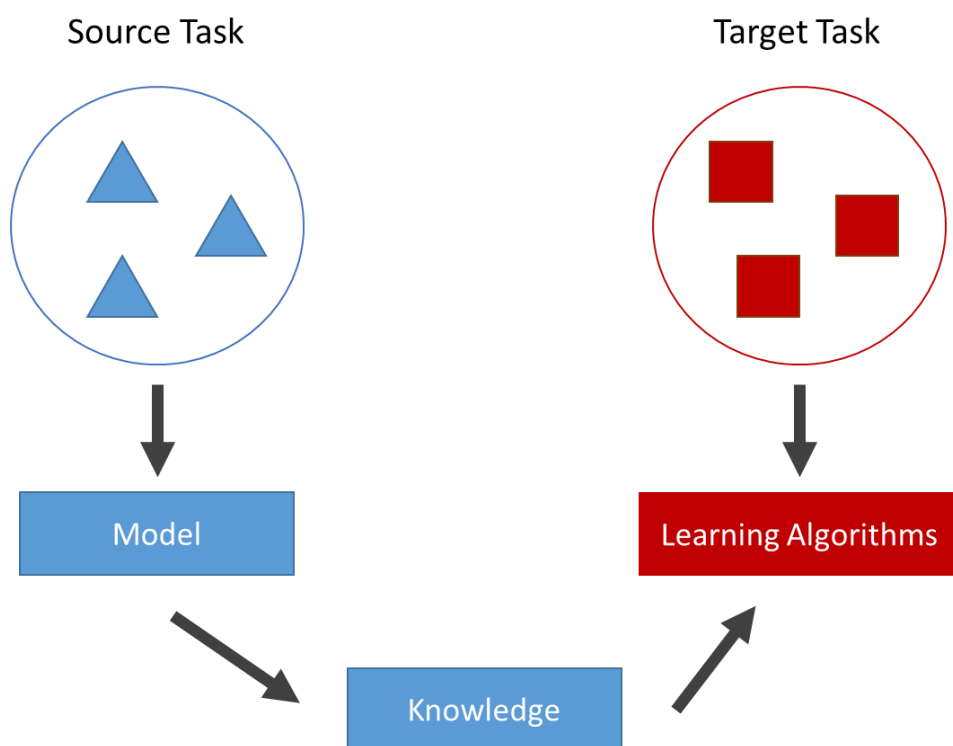 Source Task
Target Task
Model
Learning Algorithms
Knowledge